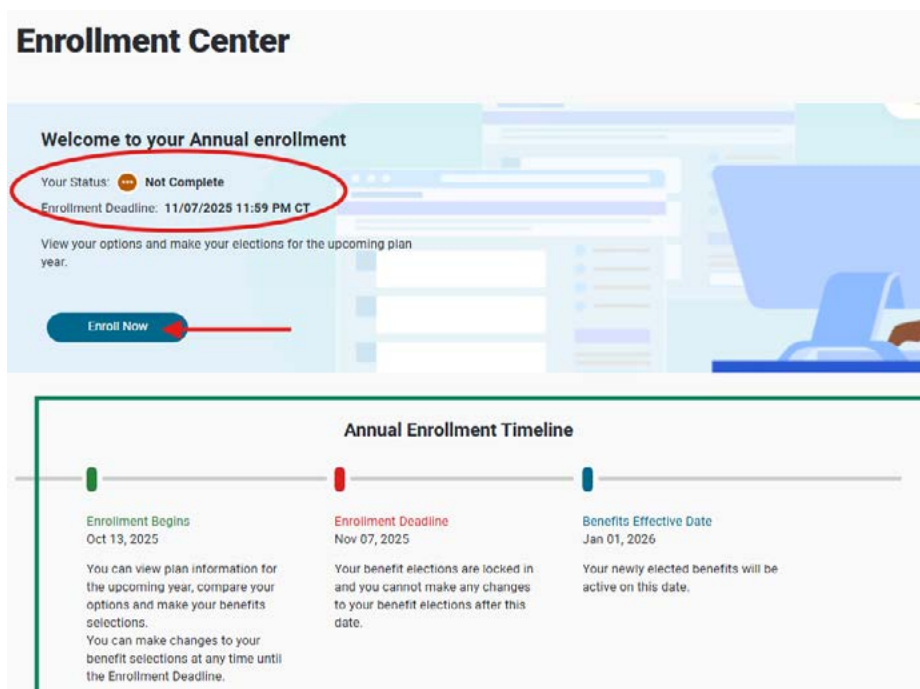 Enrollment Center
Welcome to your Annual enrollment
Your Status: Not Complete
Enrollment Deadline: 11/07/2025 11:59 PM CT
View your options and make your elections for the upcoming plan
year.
Enroll Now
Annual Enrollment Timeline
Enrollment Begins
Oct 13, 2025
You can view plan information for
the upcoming year, compare your
options and make your benefits
selections.
You can make changes to your
benefit selections at any time until
the Enrollment Deadline.
Enrollment Deadline
Nov 07, 2025
Your benefit elections are locked in
and you cannot make any changes
to your benefit elections after this
date.
Benefits Effective Date
Jan 01, 2026
Your newly elected benefits will be
active on this date.